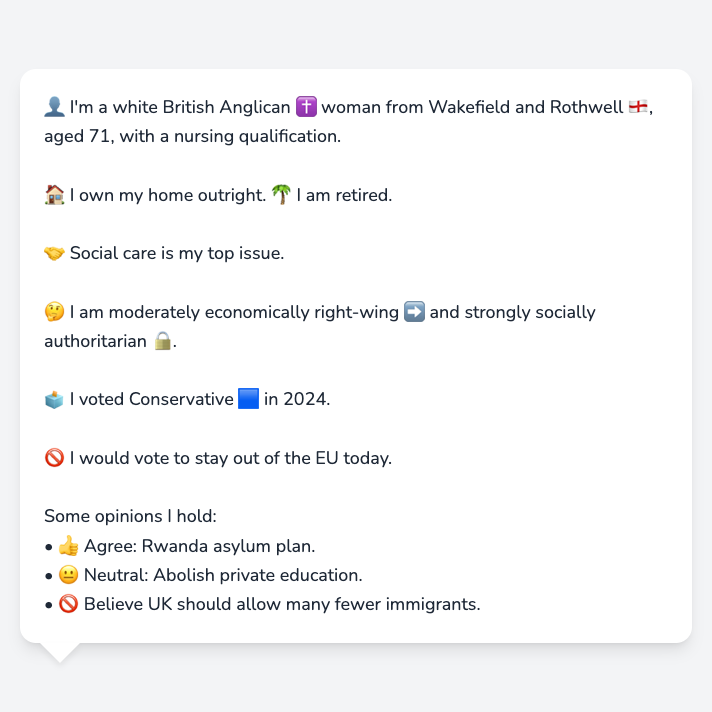 👤 I'm a white British Anglican ✝️ woman from Wakefield and Rothwell 🏴󠁧󠁢󠁥󠁮󠁧󠁿,
aged 71, with a nursing qualification.
🏠 I own my home outright. 🌴 I am retired.
🤝 Social care is my top issue.
🤔 I am moderately economically right-wing ➡️ and strongly socially
authoritarian 🔒.
🗳️ I voted Conservative 🟦 in 2024.
🚫 I would vote to stay out of the EU today.
Some opinions I hold:
• 👍 Agree: Rwanda asylum plan.
• 😐 Neutral: Abolish private education.
• 🚫 Believe UK should allow many fewer immigrants.